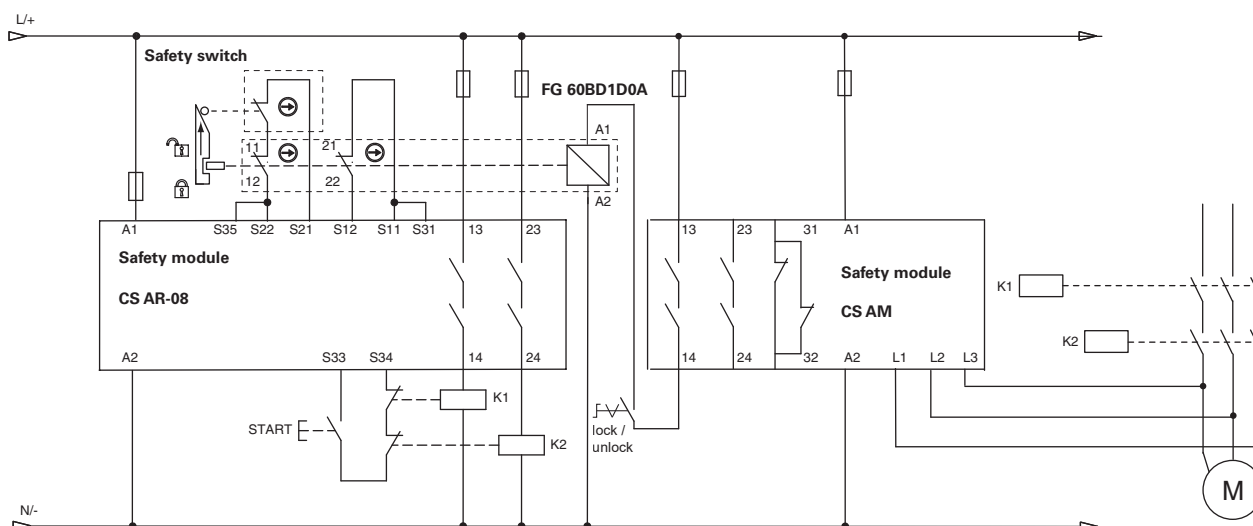 L/+
Safety switch
FG 60BD1D0A
A1
11
21
12
22
A2
A1
S35
S22
S21
S12
S11
S31
13
23
13
23
31
A1
Safety module
CS AR-08
Safety module
CS AM
K1
K2
A2
S33
S34
14
24
14
24
32
A2
L1
L2
L3
K1
START
K2
lock /
unlock
M
N/-